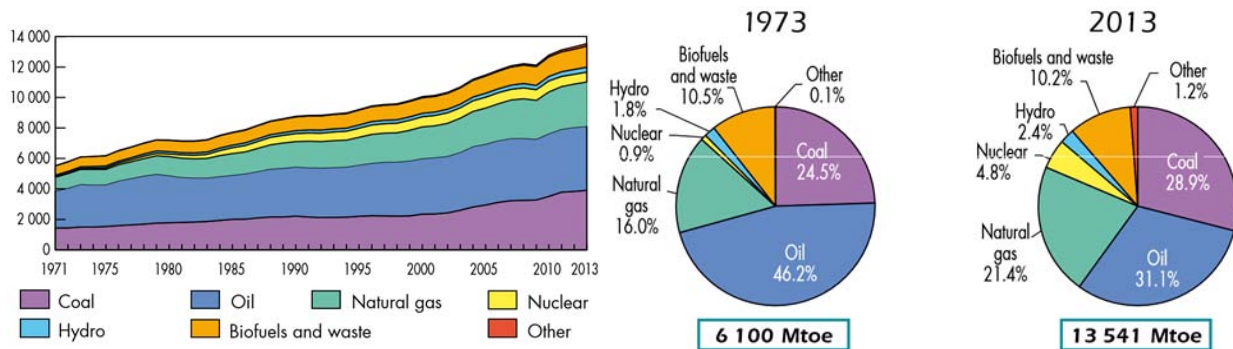 14 000
12 000
10 000
8 000
6 000
4 000
2 000
0
1971
1975
1980
1985
1990
1995
2000
2005
2010
2013
Coal
Oil
Natural gas
Nuclear
Hydro
Biofuels and waste
Other
1973
Biofuels
and waste
10.5%
Other
0.1%
Hydro
1.8%
Nuclear
0.9%
Natural
gas
16.0%
Coal
24.5%
Oil
46.2%
6 100 Mtoe
2013
Biofuels and waste
10.2%
Other
1.2%
Hydro
2.4%
Nuclear
4.8%
Natural
gas
21.4%
Coal
28.9%
Oil
31.1%
13 541 Mtoe